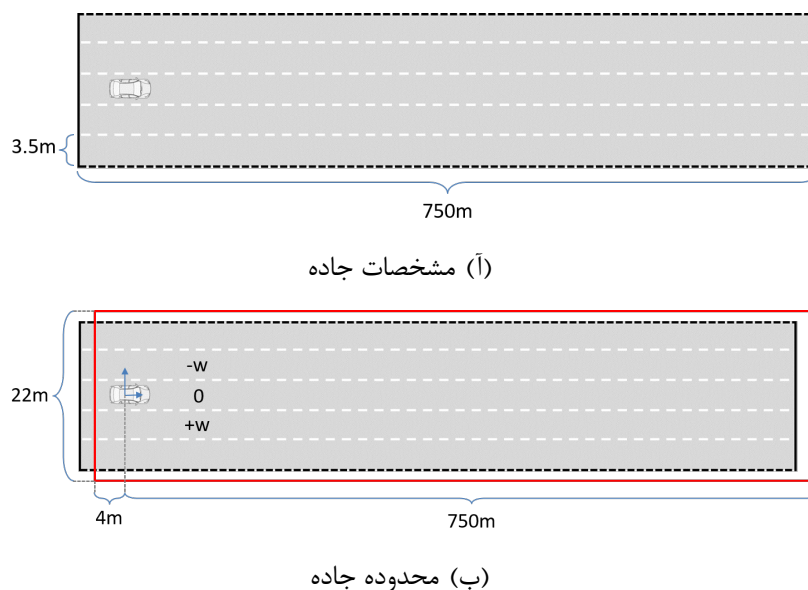 3.5m
750m
(آ) مشخصات جاده
-w
0
+w
22m
4m
750m
(ب) محدوده جاده